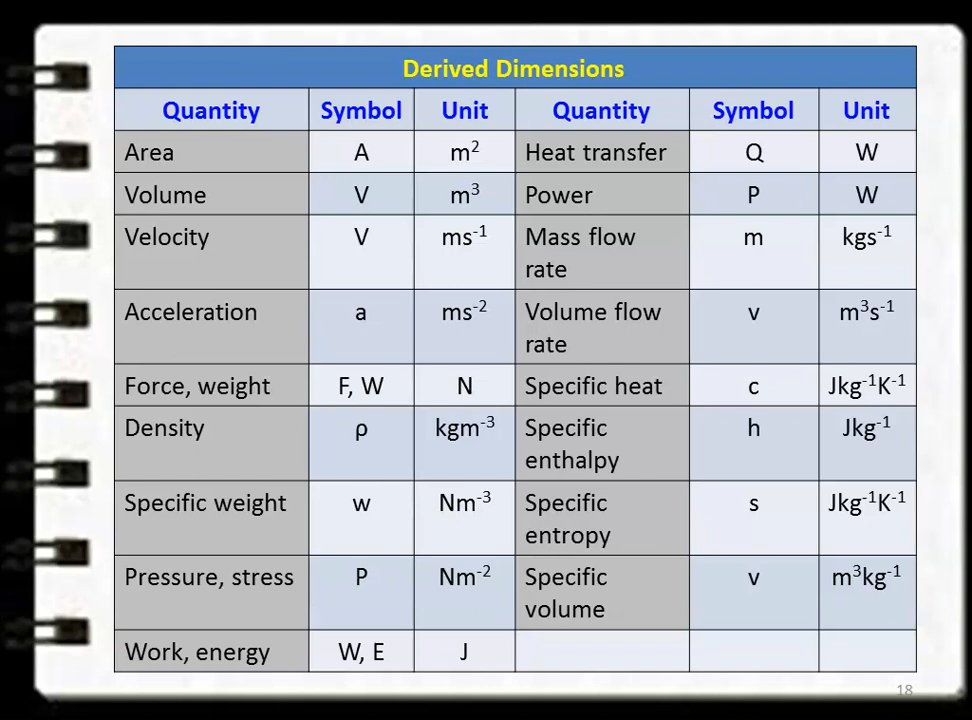 Derived Dimensions
Quantity Symbol Unit Quantity Symbol Unit
Area A m² Heat transfer Q W
Volume V m³ Power P W
Velocity V ms⁻¹ Mass flow m kgs⁻¹
rate
Acceleration a ms⁻² Volume flow v m³s⁻¹
rate
Force, weight F, W N Specific heat c Jkg⁻¹K⁻¹
Density ρ kgm⁻³ Specific h Jkg⁻¹
enthalpy
Specific weight w Nm⁻³ Specific s Jkg⁻¹K⁻¹
entropy
Pressure, stress P Nm⁻² Specific v m³kg⁻¹
volume
Work, energy W, E J
18